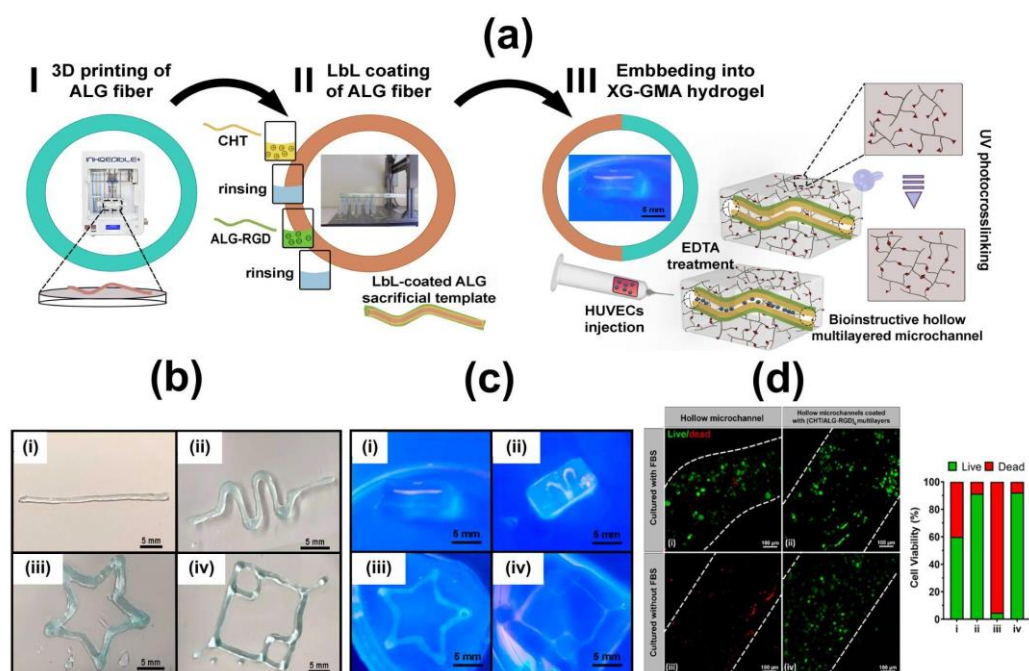 (a)
I
3D printing of
ALG fiber
INKREDIBLE+
II
LbL coating
of ALG fiber
CHT
rinsing
ALG-RGD
rinsing
LbL-coated ALG
sacrificial template
III
Embbeding into
XG-GMA hydrogel
5 mm
UV photocrosslinking
EDTA
treatment
HUVECs
injection
Bioinstructive hollow
multilayered microchannel
(b)
(i)
5 mm
(ii)
5 mm
(iii)
5 mm
(iv)
5 mm
(c)
(i)
5 mm
(ii)
5 mm
(iii)
5 mm
(iv)
5 mm
(d)
Hollow microchannel
Hollow microchannels coated
with (CHT/ALG-RGD) multilayers
Cultured with FBS
Cultured without FBS
Live/dead
(i)
100 µm
(ii)
100 µm
(iii)
100 µm
(iv)
100 µm
Live
Dead
Cell Viability (%)
100
80
60
40
20
0
i
ii
iii
iv